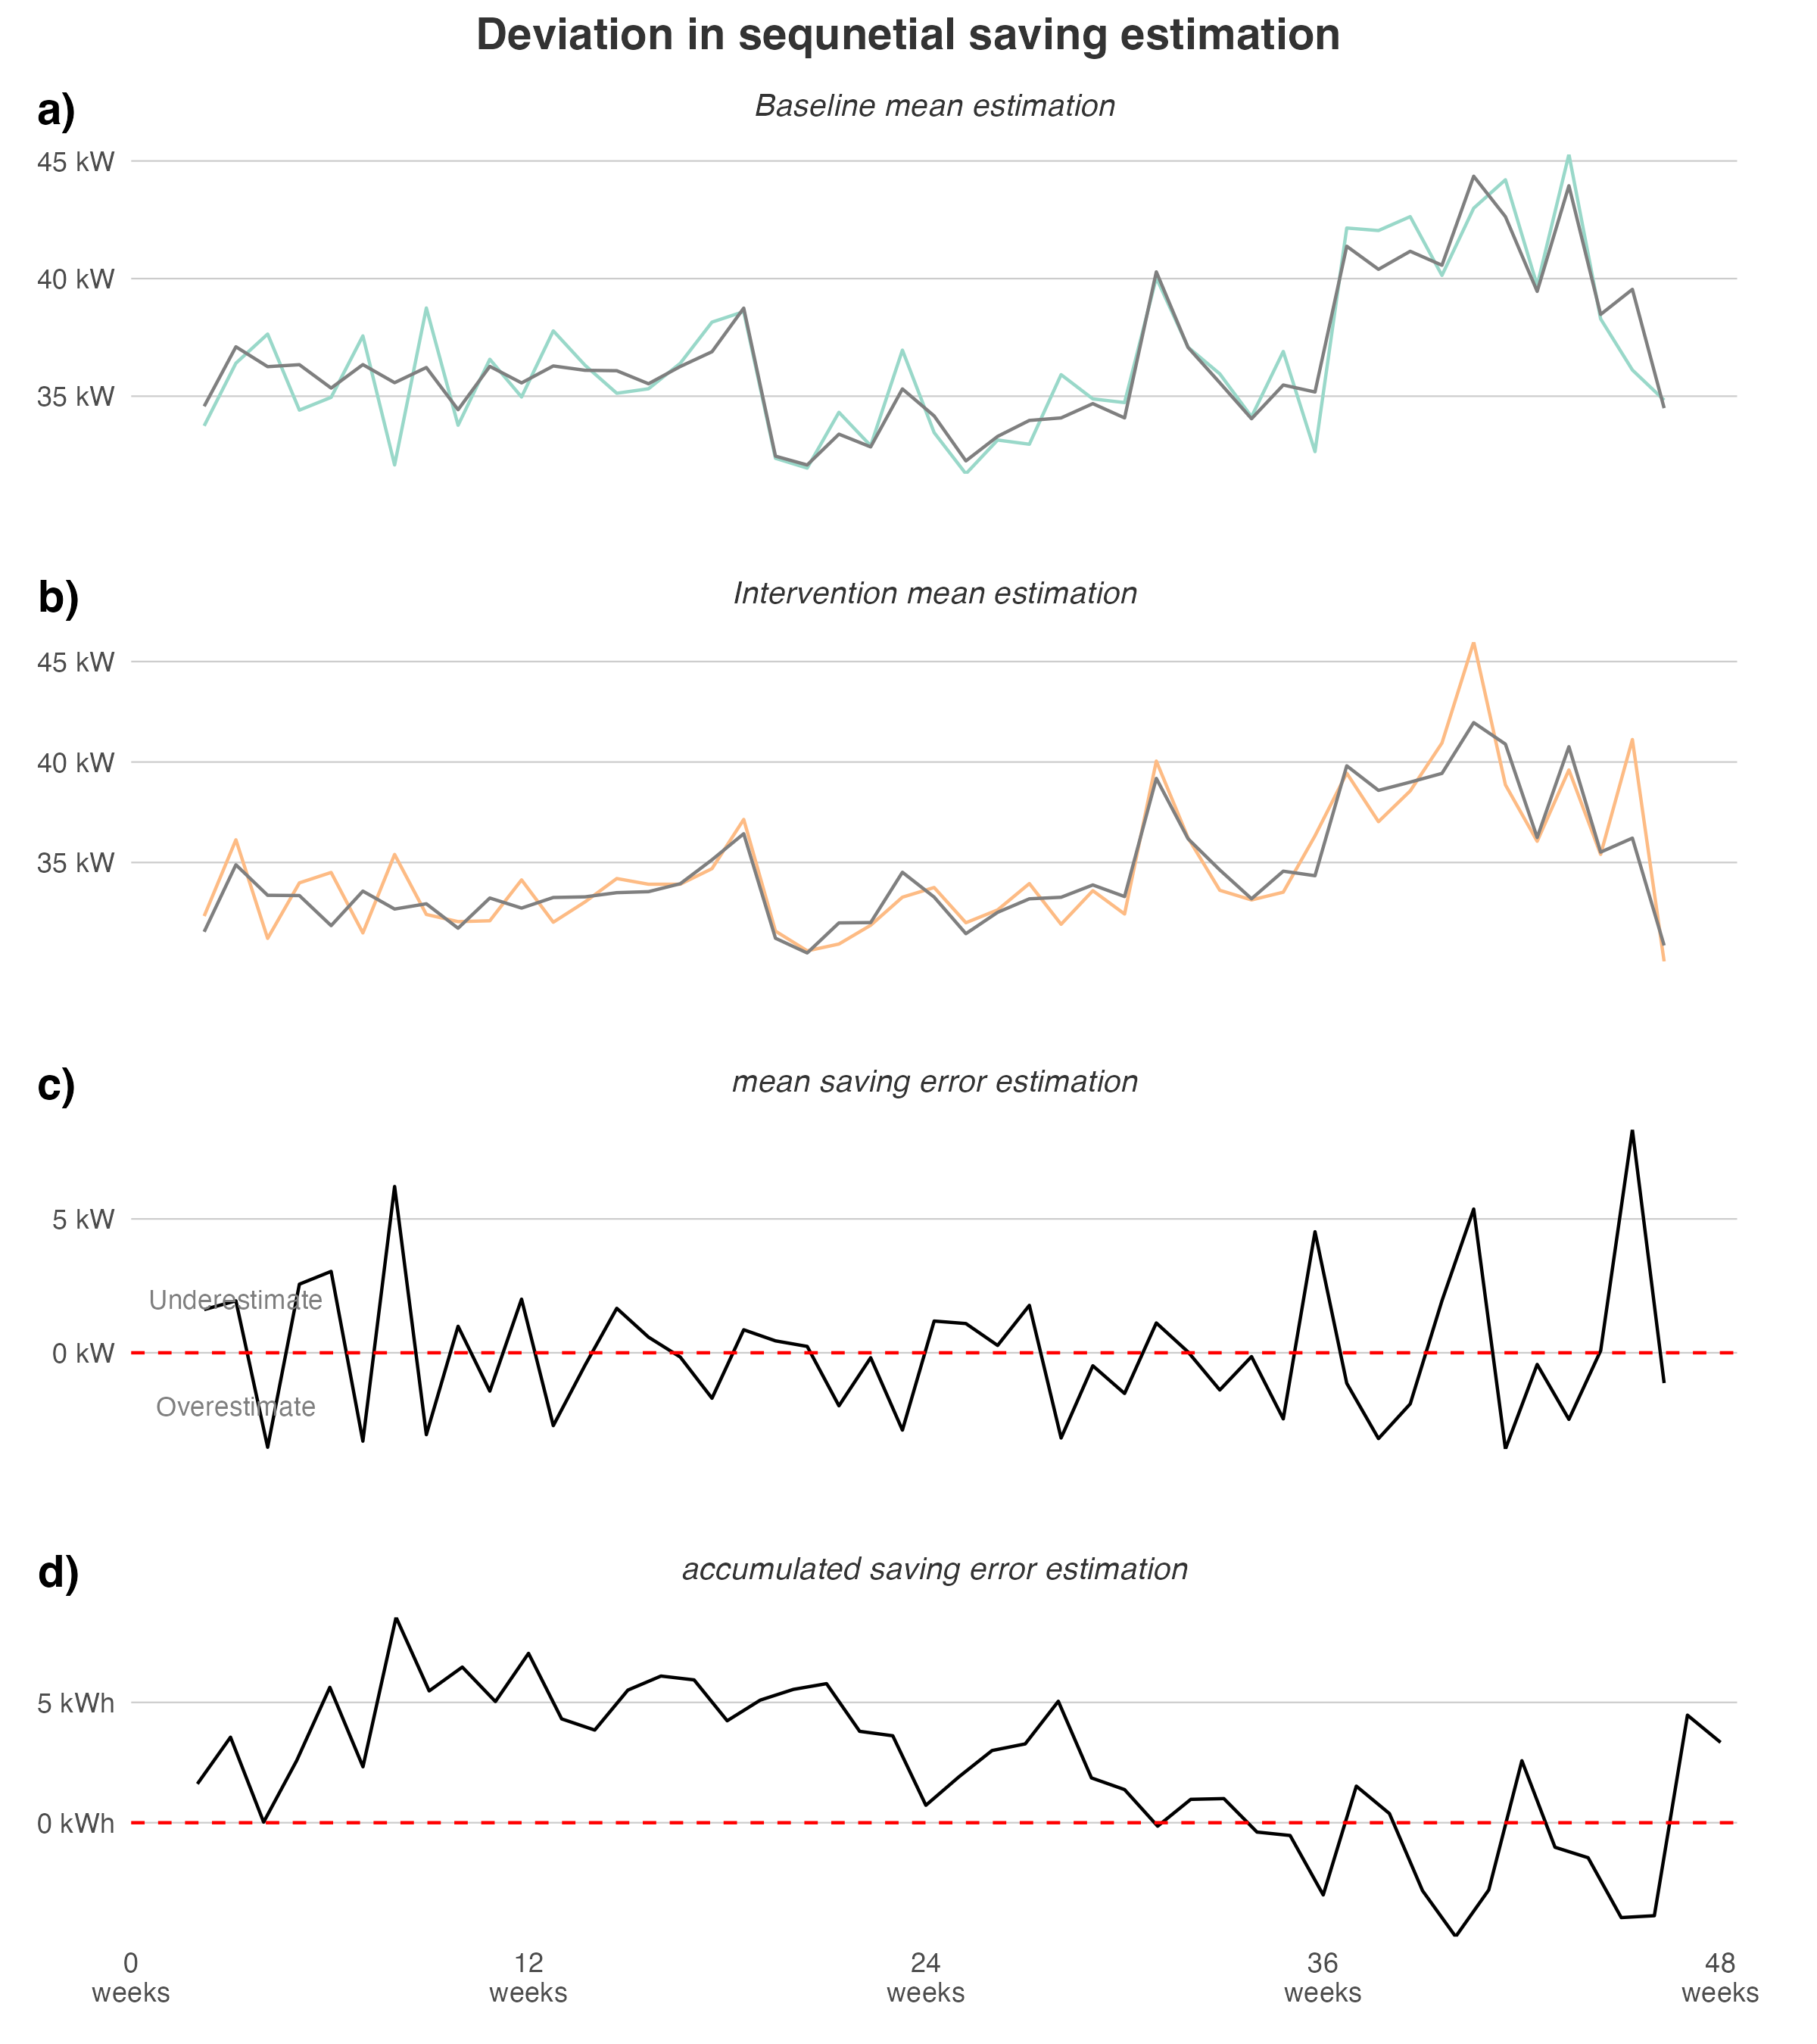 Deviation in sequnetial saving estimation
a)
Baseline mean estimation
45 kW
40 kW
35 kW
b)
Intervention mean estimation
45 kW
40 kW
35 kW
c)
mean saving error estimation
5 kW
Underestimate
0 kW
Overestimate
d)
accumulated saving error estimation
5 kWh
0 kWh
0 12 24 36 48
weeks weeks weeks weeks weeks